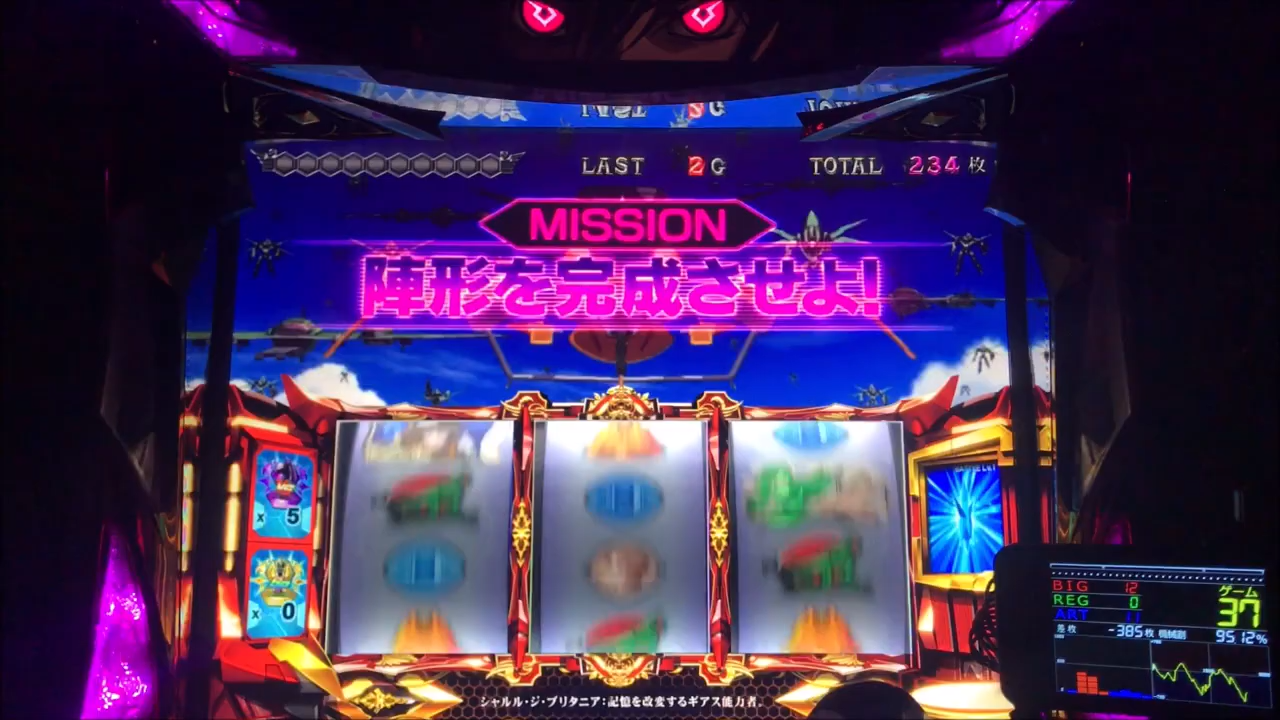 LAST 2G TOTAL 234枚
MISSION
陣形を完成させよ!
x 5
x 0
BATTLE LV.1
BIG 12
REG 0
ART 11
ゲーム
37
差枚 -385枚 機械割 95.12%
シャルル・ジ・ブリタニア:記憶を改変するギアス能力者。